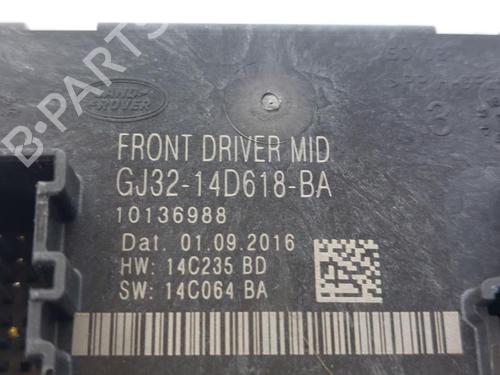 LAND-
ROVER
B-PARTS
FRONT DRIVER MID
GJ32-14D618-BA
10136988
Dat. 01.09.2016
HW: 14C235 BD
SW: 14C064 BA